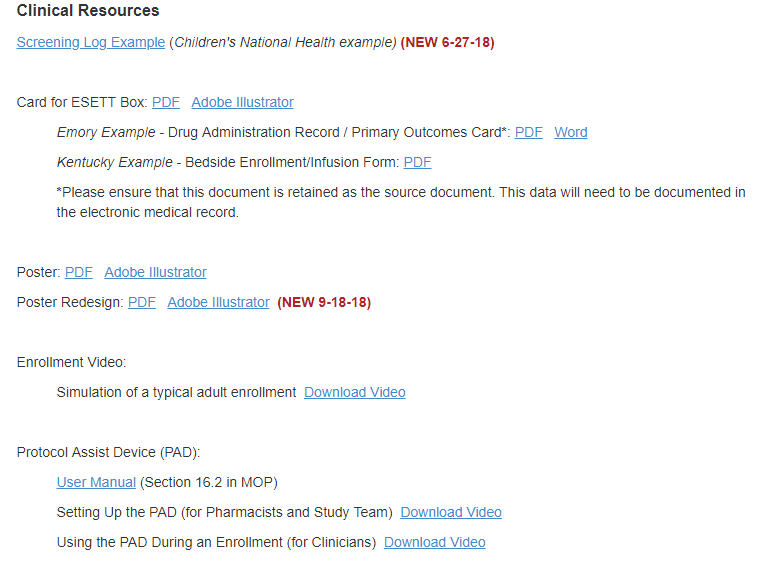 Clinical Resources
Screening Log Example (Children's National Health example) (NEW 6-27-18)
Card for ESETT Box: PDF Adobe Illustrator
Emory Example - Drug Administration Record / Primary Outcomes Card*: PDF Word
Kentucky Example - Bedside Enrollment/Infusion Form: PDF
*Please ensure that this document is retained as the source document. This data will need to be documented in
the electronic medical record.
Poster: PDF Adobe Illustrator
Poster Redesign: PDF Adobe Illustrator (NEW 9-18-18)
Enrollment Video:
Simulation of a typical adult enrollment Download Video
Protocol Assist Device (PAD):
User Manual (Section 16.2 in MOP)
Setting Up the PAD (for Pharmacists and Study Team) Download Video
Using the PAD During an Enrollment (for Clinicians) Download Video